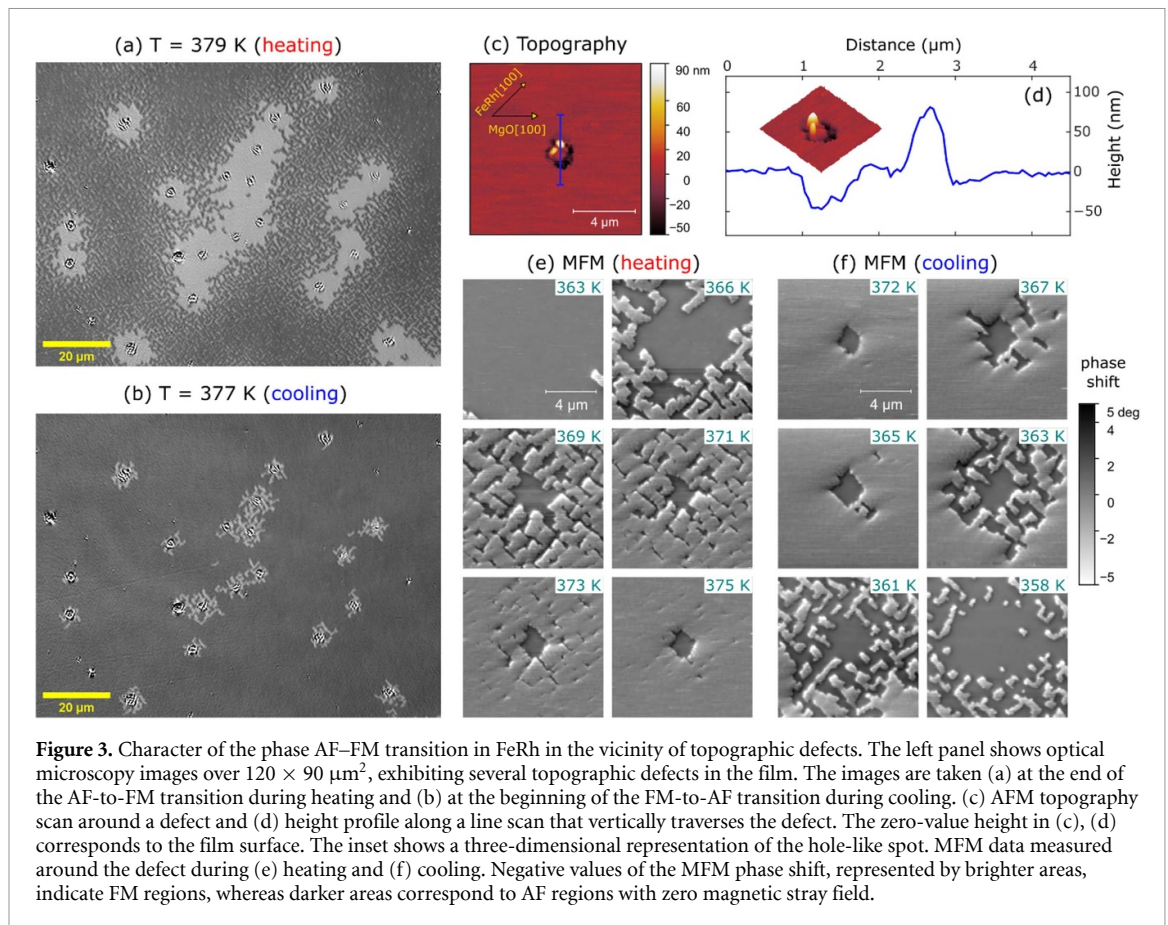 (a) T = 379 K (heating)
20 µm
(b) T = 377 K (cooling)
20 µm
(c) Topography
FeRh[100]
MgO[100]
4 µm
90 nm
80
60
40
20
0
−20
−50
Distance (µm)
0 1 2 3 4
(d)
100
50
0
−50
Height (nm)
(e) MFM (heating)
363 K
4 µm
366 K
369 K
371 K
373 K
375 K
(f) MFM (cooling)
372 K
4 µm
367 K
365 K
363 K
361 K
358 K
phase
shift
5 deg
4
2
0
−2
−4
−5
Figure 3. Character of the phase AF–FM transition in FeRh in the vicinity of topographic defects. The left panel shows optical
microscopy images over 120 × 90 µm², exhibiting several topographic defects in the film. The images are taken (a) at the end of
the AF-to-FM transition during heating and (b) at the beginning of the FM-to-AF transition during cooling. (c) AFM topography
scan around a defect and (d) height profile along a line scan that vertically traverses the defect. The zero-value height in (c), (d)
corresponds to the film surface. The inset shows a three-dimensional representation of the hole-like spot. MFM data measured
around the defect during (e) heating and (f) cooling. Negative values of the MFM phase shift, represented by brighter areas,
indicate FM regions, whereas darker areas correspond to AF regions with zero magnetic stray field.